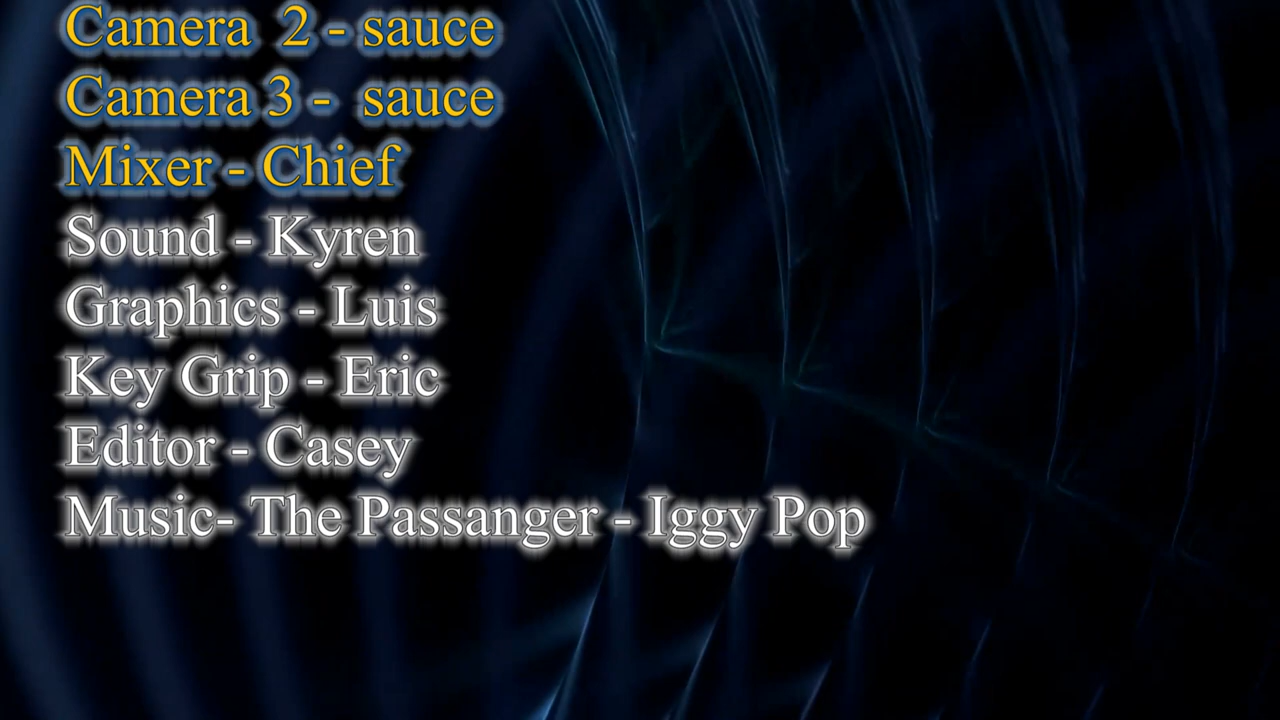 Camera  2 - sauce
Camera 3 -  sauce
Mixer - Chief
Sound - Kyren
Graphics - Luis
Key Grip - Eric
Editor - Casey
Music- The Passanger - Iggy Pop